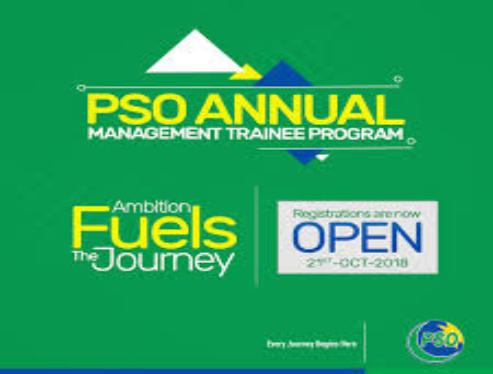 PSO ANNUAL
MANAGEMENT TRAINEE PROGRAM
Ambition
Fuels
The Journey
Registrations are now
OPEN
21ST-OCT-2018
Every Journey Begins Here
PSO